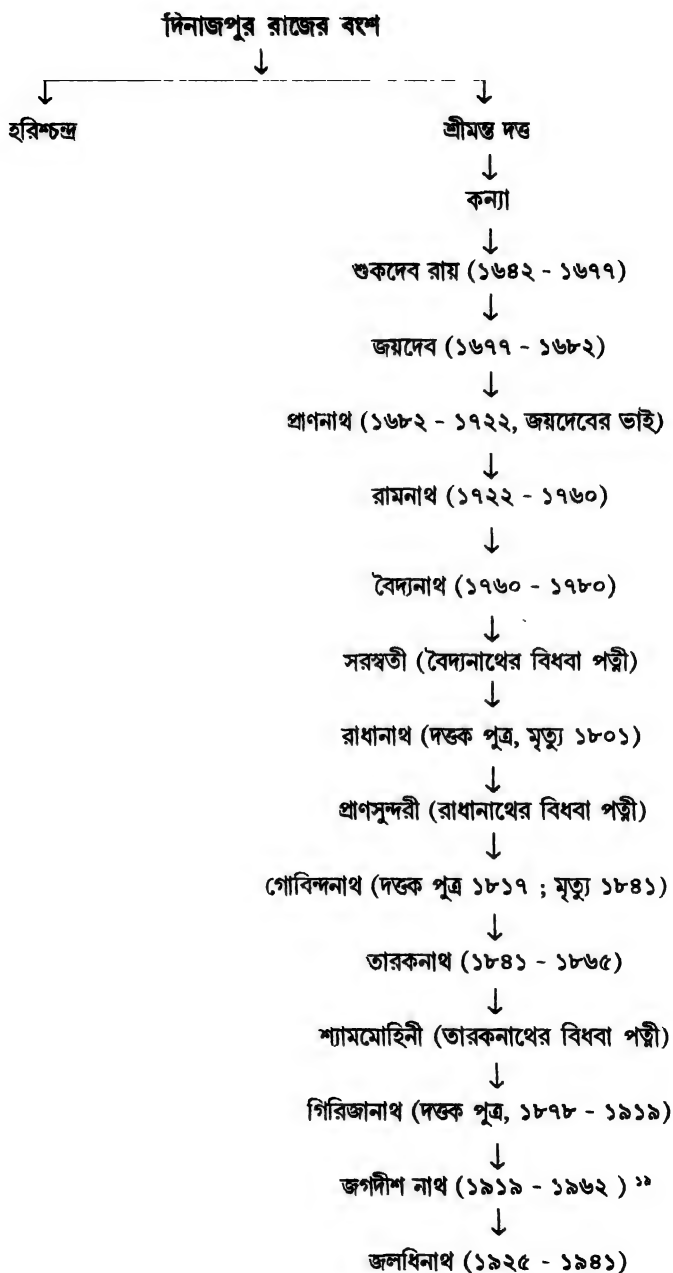 দিনাজপুর রাজের বংশ
হরিশ্চন্দ্র শ্রীমন্ত দত্ত
কন্যা
শুকদেব রায় (১৬৪২ - ১৬৭৭)
জয়দেব (১৬৭৭ - ১৬৮২)
প্রাণনাথ (১৬৮২ - ১৭২২, জয়দেবের ভাই)
রামনাথ (১৭২২ - ১৭৬০)
বৈদ্যনাথ (১৭৬০ - ১৭৮০)
সরস্বতী (বৈদ্যনাথের বিধবা পত্নী)
রাধানাথ (দত্তক পুত্র, মৃত্যু ১৮০১)
প্রাণসুন্দরী (রাধানাথের বিধবা পত্নী)
গোবিন্দনাথ (দত্তক পুত্র ১৮১৭ ; মৃত্যু ১৮৪১)
তারকনাথ (১৮৪১ - ১৮৬৫)
শ্যামমোহিনী (তারকনাথের বিধবা পত্নী)
গিরিজানাথ (দত্তক পুত্র, ১৮৭৮ - ১৯১৯)
জগদীশ নাথ (১৯১৯ - ১৯৬২ ) ১৯
জলধিনাথ (১৯২৫ - ১৯৪১)